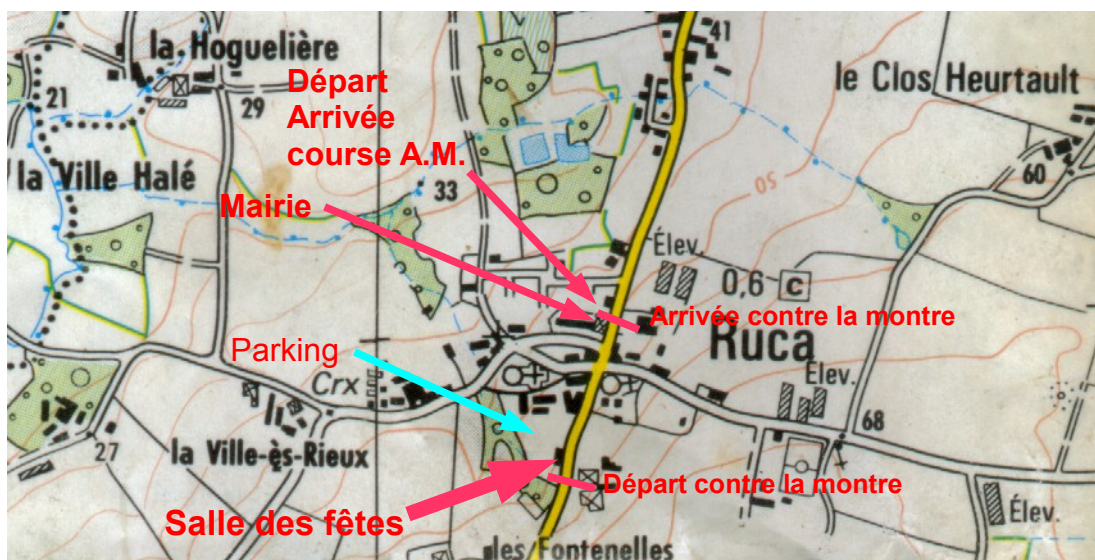 la Hoguelière
41
Départ
Arrivée
course A.M.
le Clos Heurtault
21
29
la Ville Halé
33
60
50
Mairie
Élev.
0,6 C
Arrivée contre la montre
Ruca
Parking
Crx
Élev.
68
27
la Ville-ès-Rieux
Départ contre la montre
Salle des fêtes
Élev.
les Fontenelles